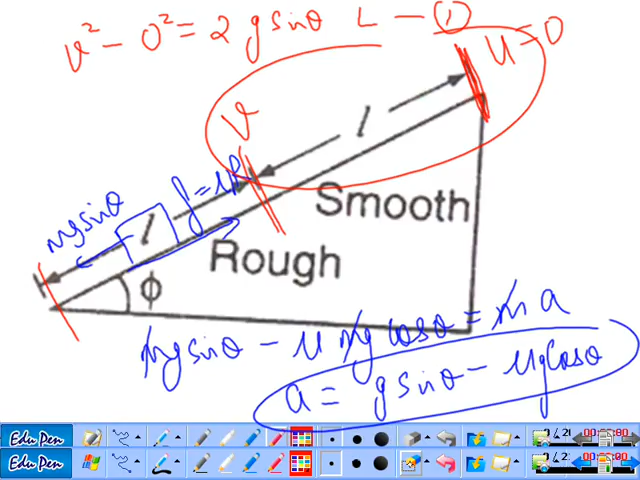 v² − 0² = 2 g sinθ L — ①
u=0
v
l
mg sinθ
l
f=μR
Smooth
Rough
ϕ
mg sinθ − μ mg cosθ = m a
a = g sinθ − μg cosθ
Edu Pen
Edu Pen